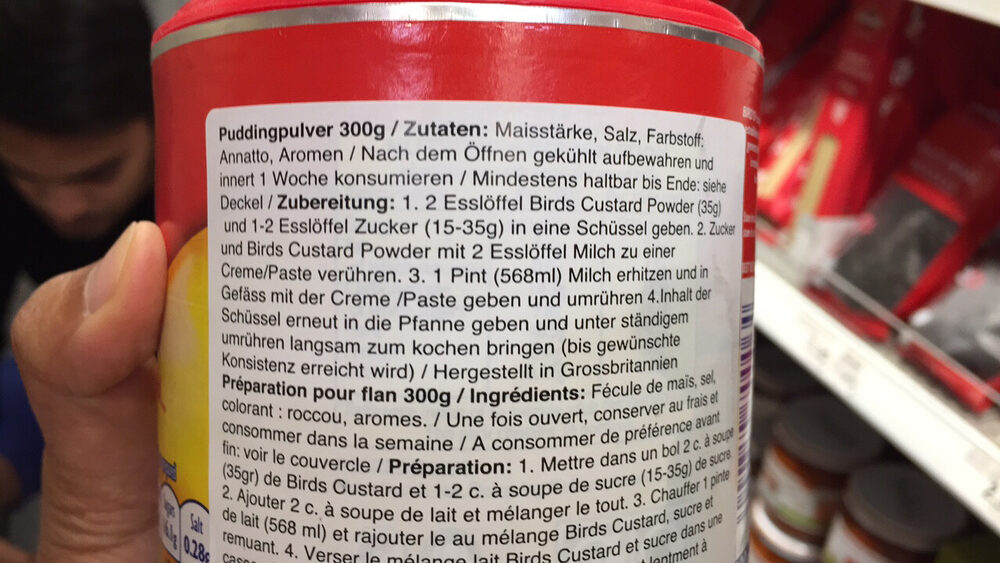 Puddingpulver 300g / Zutaten: Maisstärke, Salz, Farbstoff:
Annatto, Aromen / Nach dem Öffnen gekühlt aufbewahren und
innert 1 Woche konsumieren / Mindestens haltbar bis Ende: siehe
Deckel / Zubereitung: 1. 2 Esslöffel Birds Custard Powder (35g)
und 1-2 Esslöffel Zucker (15-35g) in eine Schüssel geben. 2. Zucker
und Birds Custard Powder mit 2 Esslöffel Milch zu einer
Creme/Paste verühren. 3. 1 Pint (568ml) Milch erhitzen und in
Gefäss mit der Creme /Paste geben und umrühren 4.Inhalt der
Schüssel erneut in die Pfanne geben und unter ständigem
umrühren langsam zum kochen bringen (bis gewünschte
Konsistenz erreicht wird) / Hergestellt in Grossbritannien
Préparation pour flan 300g / Ingrédients: Fécule de maïs, sel,
colorant : roccou, aromes. / Une fois ouvert, conserver au frais et
consommer dans la semaine / A consommer de préférence avant
fin: voir le couvercle / Préparation: 1. Mettre dans un bol 2 c. à soupe
(35gr) de Birds Custard et 1-2 c. à soupe de sucre (15-35g) de sucre.
2. Ajouter 2 c. à soupe de lait et mélanger le tout. 3. Chauffer 1 pinte
de lait (568 ml) et rajouter le au mélange Birds Custard, sucre et
remuant. 4. Verser le mélange lait Birds Custard et sucre dans une
Salt
0.28g